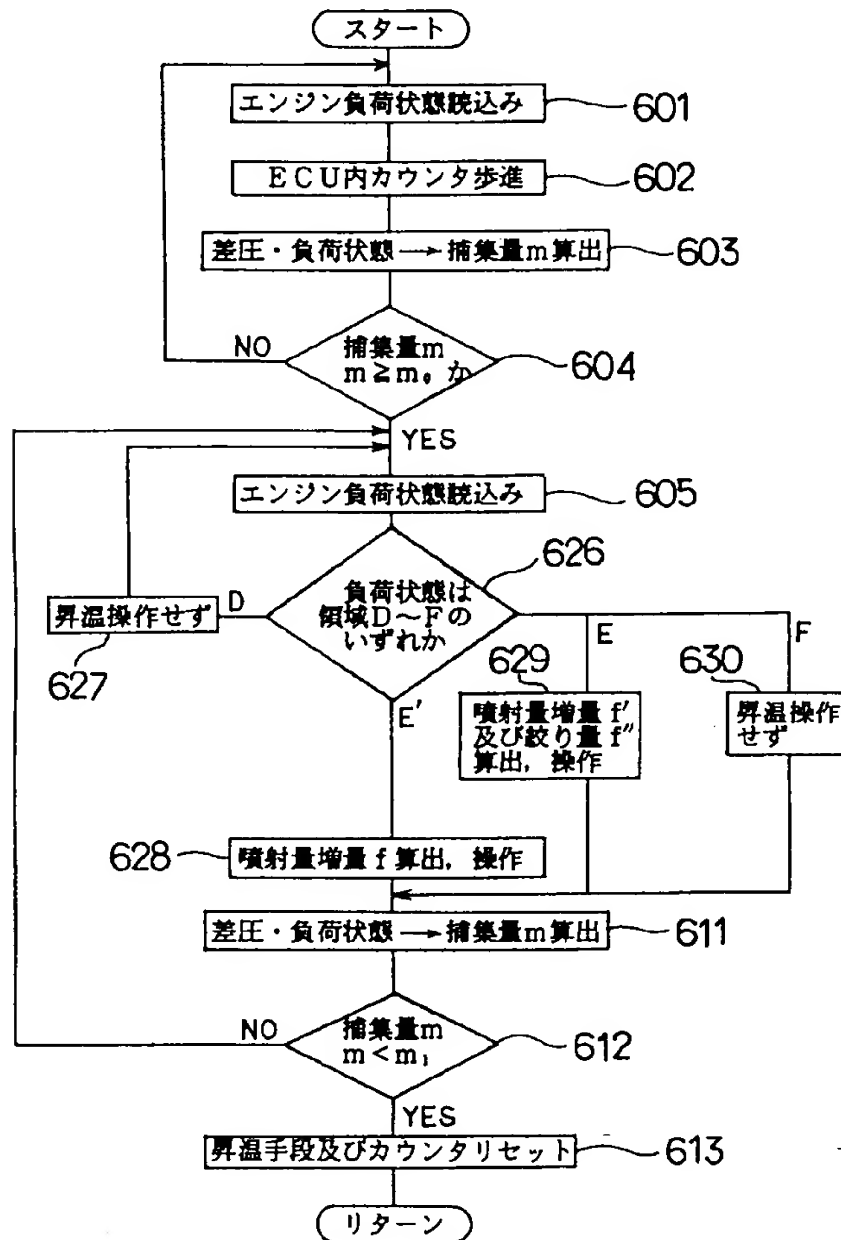 スタート
エンジン負荷状態読込み
601
ECU内カウンタ歩進
602
差圧・負荷状態→捕集量m算出
603
捕集量m
m≧m₀か
604
NO
YES
エンジン負荷状態読込み
605
626
負荷状態は
領域D～Fの
いずれか
D
昇温操作せず
627
E
F
629
噴射量増量f′
及び絞り量f″
算出，操作
630
昇温操作
せず
E′
628
噴射量増量f算出，操作
差圧・負荷状態→捕集量m算出
611
捕集量m
m＜m₁
612
NO
YES
昇温手段及びカウンタリセット
613
リターン